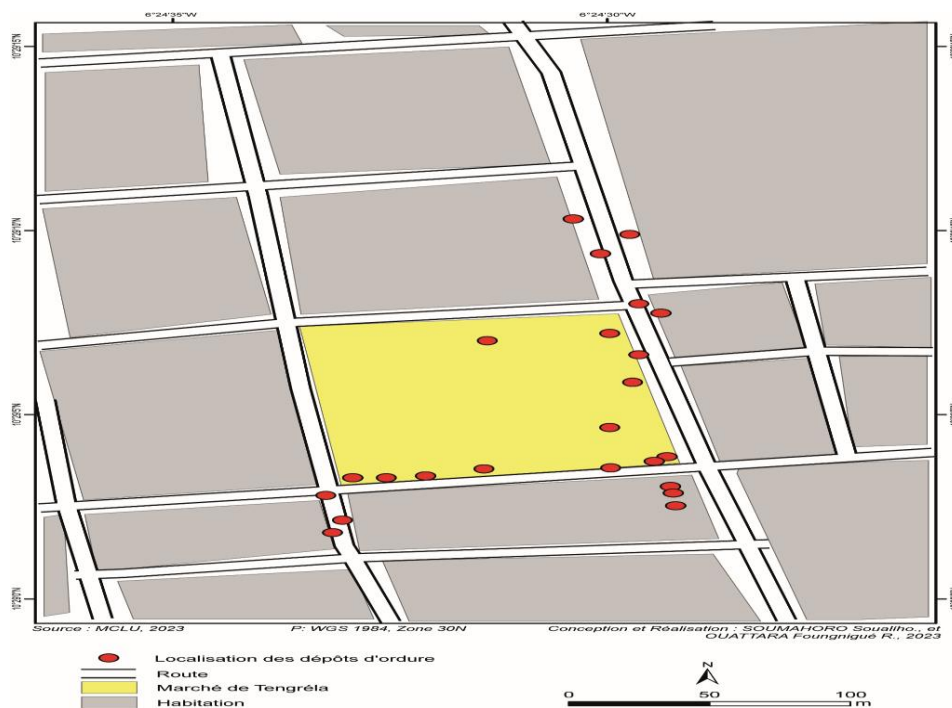 6°24'35"W
6°24'30"W
Source : MCLU, 2023
P: WGS 1984, Zone 30N
Conception et Réalisation : SOUMAHORO Soualiho., et
OUATTARA Foungnigué R., 2023
Localisation des dépôts d'ordure
Route
Marché de Tengréla
Habitation
N
0 50 100
m